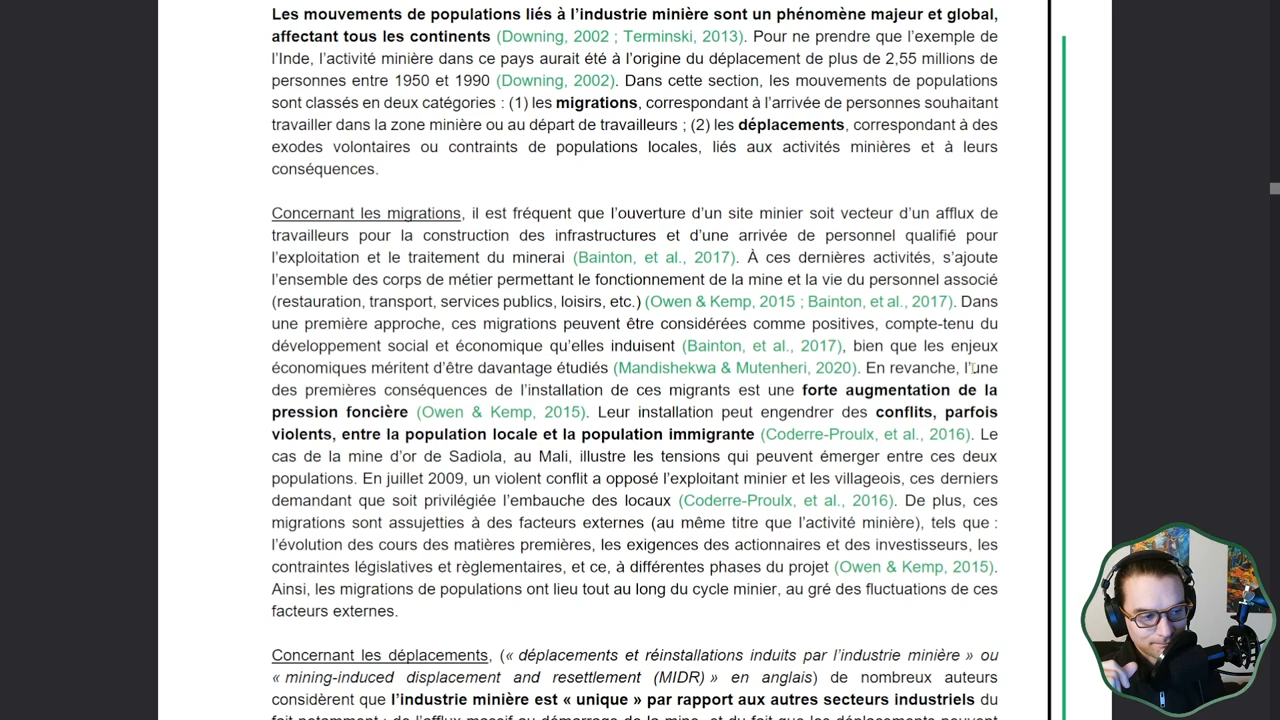 Les mouvements de populations liés à l’industrie minière sont un phénomène majeur et global,
affectant tous les continents (Downing, 2002 ; Terminski, 2013). Pour ne prendre que l’exemple de
l’Inde, l’activité minière dans ce pays aurait été à l’origine du déplacement de plus de 2,55 millions de
personnes entre 1950 et 1990 (Downing, 2002). Dans cette section, les mouvements de populations
sont classés en deux catégories : (1) les migrations, correspondant à l’arrivée de personnes souhaitant
travailler dans la zone minière ou au départ de travailleurs ; (2) les déplacements, correspondant à des
exodes volontaires ou contraints de populations locales, liés aux activités minières et à leurs
conséquences.
Concernant les migrations, il est fréquent que l’ouverture d’un site minier soit vecteur d’un afflux de
travailleurs pour la construction des infrastructures et d’une arrivée de personnel qualifié pour
l’exploitation et le traitement du minerai (Bainton, et al., 2017). À ces dernières activités, s’ajoute
l’ensemble des corps de métier permettant le fonctionnement de la mine et la vie du personnel associé
(restauration, transport, services publics, loisirs, etc.) (Owen & Kemp, 2015 ; Bainton, et al., 2017). Dans
une première approche, ces migrations peuvent être considérées comme positives, compte-tenu du
développement social et économique qu’elles induisent (Bainton, et al., 2017), bien que les enjeux
économiques méritent d’être davantage étudiés (Mandishekwa & Mutenheri, 2020). En revanche, l’une
des premières conséquences de l’installation de ces migrants est une forte augmentation de la
pression foncière (Owen & Kemp, 2015). Leur installation peut engendrer des conflits, parfois
violents, entre la population locale et la population immigrante (Coderre-Proulx, et al., 2016). Le
cas de la mine d’or de Sadiola, au Mali, illustre les tensions qui peuvent émerger entre ces deux
populations. En juillet 2009, un violent conflit a opposé l’exploitant minier et les villageois, ces derniers
demandant que soit privilégiée l’embauche des locaux (Coderre-Proulx, et al., 2016). De plus, ces
migrations sont assujetties à des facteurs externes (au même titre que l’activité minière), tels que :
l’évolution des cours des matières premières, les exigences des actionnaires et des investisseurs, les
contraintes législatives et règlementaires, et ce, à différentes phases du projet (Owen & Kemp, 2015).
Ainsi, les migrations de populations ont lieu tout au long du cycle minier, au gré des fluctuations de ces
facteurs externes.
Concernant les déplacements, (« déplacements et réinstallations induits par l’industrie minière » ou
« mining-induced displacement and resettlement (MIDR) » en anglais) de nombreux auteurs
considèrent que l’industrie minière est « unique » par rapport aux autres secteurs industriels du
fait notamment : de l’afflux massif au démarrage de la mine, et du fait que les déplacements peuvent